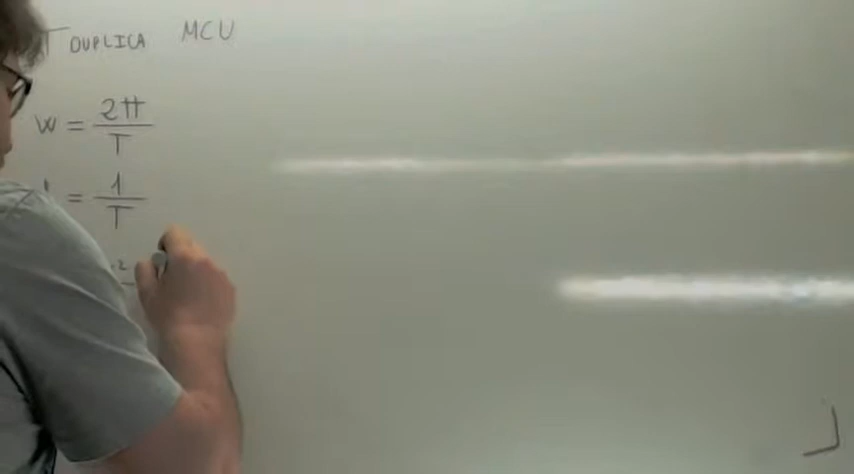 T DUPLICA MCU
w = 2π/T
= 1/T